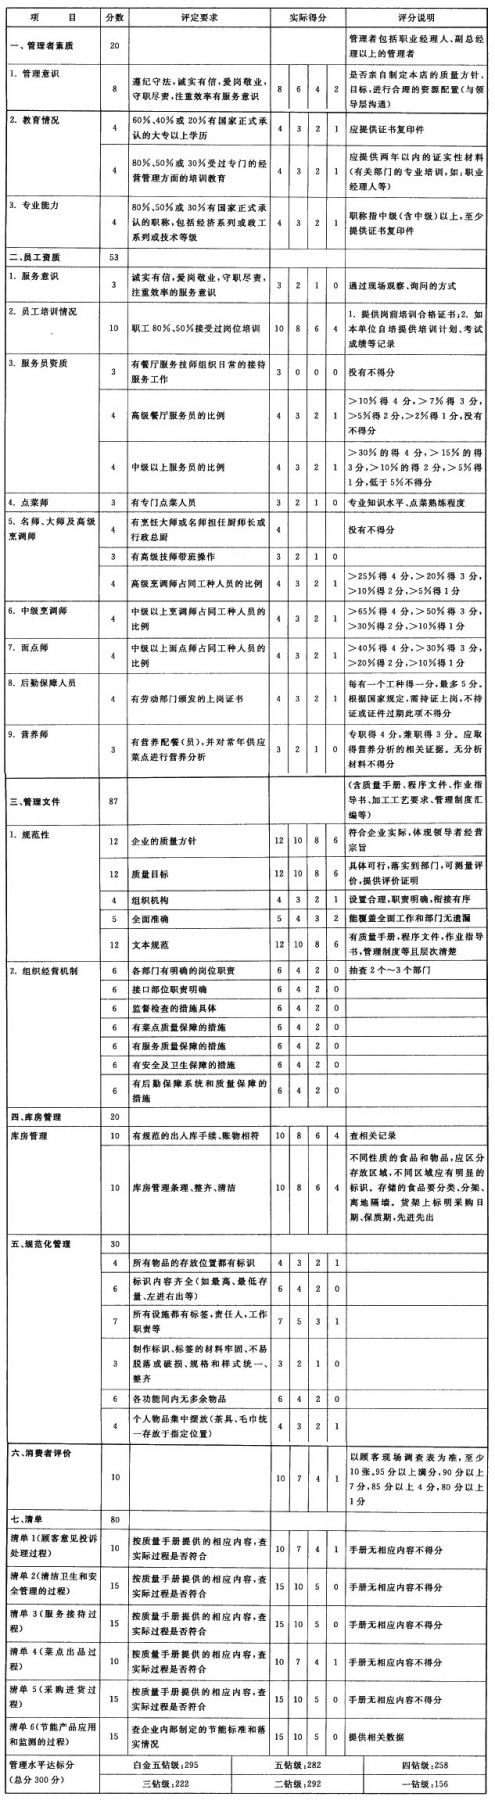 项 目 分数 评定要求 实际得分 评分说明
一、管理者素质 20 管理者包括职业经理人、副总经理以上的管理者
1. 管理意识 8 遵纪守法,诚实有信,爱岗敬业,守职尽责,注重效率有服务意识 8 6 4 2 是否亲自制定本店的质量方针、目标,进行合理的资源配置(与领导层沟通)
2. 教育情况 4 60%、40%或 20%有国家正式承认的大专以上学历 4 3 2 1 应提供证书复印件
4 80%、50%或 30%受过专门的经营管理方面的培训教育 4 3 2 1 应提供两年以内的证实性材料(有关部门的专业培训,如:职业经理人等)
3. 专业能力 4 80%、50%或 30%有国家正式承认的职称,包括经济系列或政工系列或技术等级 4 3 2 1 职称指中级(含中级)以上,至少提供证书复印件
二、员工资质 53
1. 服务意识 3 诚实有信,爱岗敬业,守职尽责,注重效率的服务意识 3 2 1 0 通过现场观察、询问的方式
2. 员工培训情况 10 职工 80%、50%接受过岗位培训 10 8 6 4 1. 提供岗前培训合格证书;2. 如本单位自培提供培训计划、考试成绩等记录
3. 服务员资质 3 有餐厅服务技师组织日常的接待服务工作 3 0 0 0 没有不得分
4 高级餐厅服务员的比例 4 3 2 1 >10%得 4 分,>7%得 3 分,>5%得 2 分,>2%得 1 分,没有不得分
4 中级以上服务员的比例 4 3 2 1 >30%的得 4 分,>15%的得 3 分,>10%的得 2 分,>5%得 1 分,低于 5%不得分
4. 点菜师 3 有专门点菜人员 3 2 1 0 专业知识水平、点菜熟练程度
5. 名师、大师及高级烹调师 4 有烹饪大师或名师担任厨师长或行政总厨 4 没有不得分
3 有高级技师带班操作 3 2 1 0
4 高级烹调师占同工种人员的比例 4 3 2 1 >25%得 4 分,>20%得 3 分,>10%得 2 分,>5%得 1 分
6. 中级烹调师 4 中级以上烹调师占同工种人员的比例 4 3 2 1 >65%得 4 分,>50%得 3 分,>30%得 2 分,>10%得 1 分
7. 面点师 4 中级以上面点师占同工种人员的比例 4 3 2 1 >40%得 4 分,>30%得 3 分,>20%得 2 分,>10%得 1 分
8. 后勤保障人员 4 有劳动部门颁发的上岗证书 4 3 2 1 每有一个工种得一分,最多 5 分。根据国家规定,需持证上岗,不持证或证件过期此项不得分
9. 营养师 3 有营养配餐(员),并对常年供应菜点进行营养分析 3 2 1 0 专职得 4 分,兼职得 3 分。应取得营养分析的相关证据。无分析材料不得分
三、管理文件 87 (含质量手册、程序文件、作业指导书、加工工艺要求、管理制度汇编等)
1. 规范性 12 企业的质量方针 12 10 8 6 符合企业实际,体现领导者经营宗旨
12 质量目标 12 10 8 6 具体可行,落实到部门,可测量评价,提供评价证明
4 组织机构 4 3 2 1 设置合理,职责明确,衔接有序
5 全面准确 5 4 3 2 能覆盖全面工作和部门无遗漏
12 文本规范 12 10 8 6 有质量手册,程序文件,作业指导书,管理制度等且层次清楚
2. 组织经营机制 6 各部门有明确的岗位职责 6 4 2 0 抽查 2 个～3 个部门
6 接口部位职责明确 6 4 2 0
6 监督检查的措施具体 6 4 2 0
6 有菜点质量保障的措施 6 4 2 0
6 有服务质量保障的措施 6 4 2 0
6 有安全及卫生保障的措施 6 4 2 0
6 有后勤保障系统和质量保障的措施 6 4 2 0
四、库房管理 20
库房管理 10 有规范的出入库手续、账物相符 10 8 6 4 查相关记录
10 库房管理条理、整齐、清洁 10 8 6 4 不同性质的食品和物品,应区分存放区域,不同区域应有明显的标识。存储的食品要分类、分架、离地隔墙。货架上标明采购日期、保质期,先进先出
五、规范化管理 30
4 所有物品的存放位置都有标识 4 3 2 1
6 标识内容齐全(如最高、最低存量、左进右出等) 6 4 2 0
7 所有设施都有标签,责任人,工作职责等 7 5 3 1
3 制作标识、标签的材料牢固、不易脱落或破损、规格和样式统一、整齐 3 2 1 0
6 各功能间内无多余物品 6 4 2 0
4 个人物品集中摆放(茶具、毛巾统一存放于指定位置) 4 3 2 1
六、消费者评价 10 10 7 4 1 以顾客现场调查表为准,至少 10 张。95 分以上满分,90 分以上 7 分,85 分以上 4 分,80 分以上 1 分
七、清单 80
清单 1(顾客意见投诉处理过程) 10 按质量手册提供的相应内容,查实际过程是否符合 10 7 4 1 手册无相应内容不得分
清单 2(清洁卫生和安全管理的过程) 15 按质量手册提供的相应内容,查实际过程是否符合 15 10 5 0 手册无相应内容不得分
清单 3(服务接待过程) 15 按质量手册提供的相应内容,查实际过程是否符合 15 10 5 0 手册无相应内容不得分
清单 4(菜点出品过程) 10 按质量手册提供的相应内容,查实际过程是否符合 10 7 4 1 手册无相应内容不得分
清单 5(采购进货过程) 15 按质量手册提供的相应内容,查实际过程是否符合 15 10 5 0 手册无相应内容不得分
清单 6(节能产品应用和监测的过程) 15 查企业内部制定的节能标准和落实情况 15 10 5 0 提供相关数据
管理水平达标分(总分 300 分) 白金五钻级:295 五钻级:282 四钻级:258
三钻级:222 二钻级:292 一钻级:156